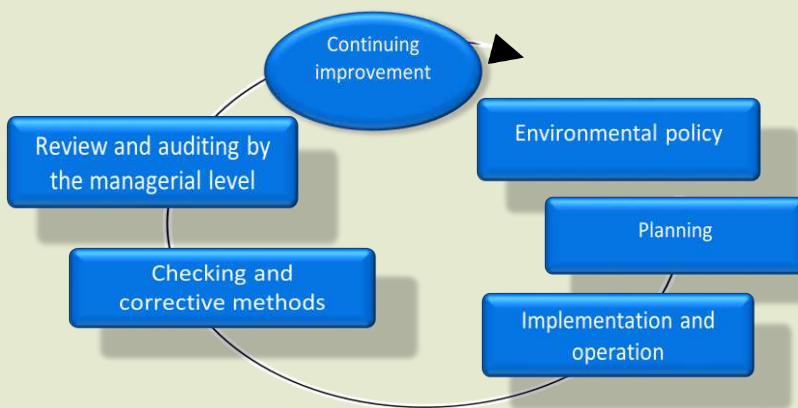 Continuing
improvement
Environmental policy
Planning
Implementation and
operation
Checking and
corrective methods
Review and auditing by
the managerial level